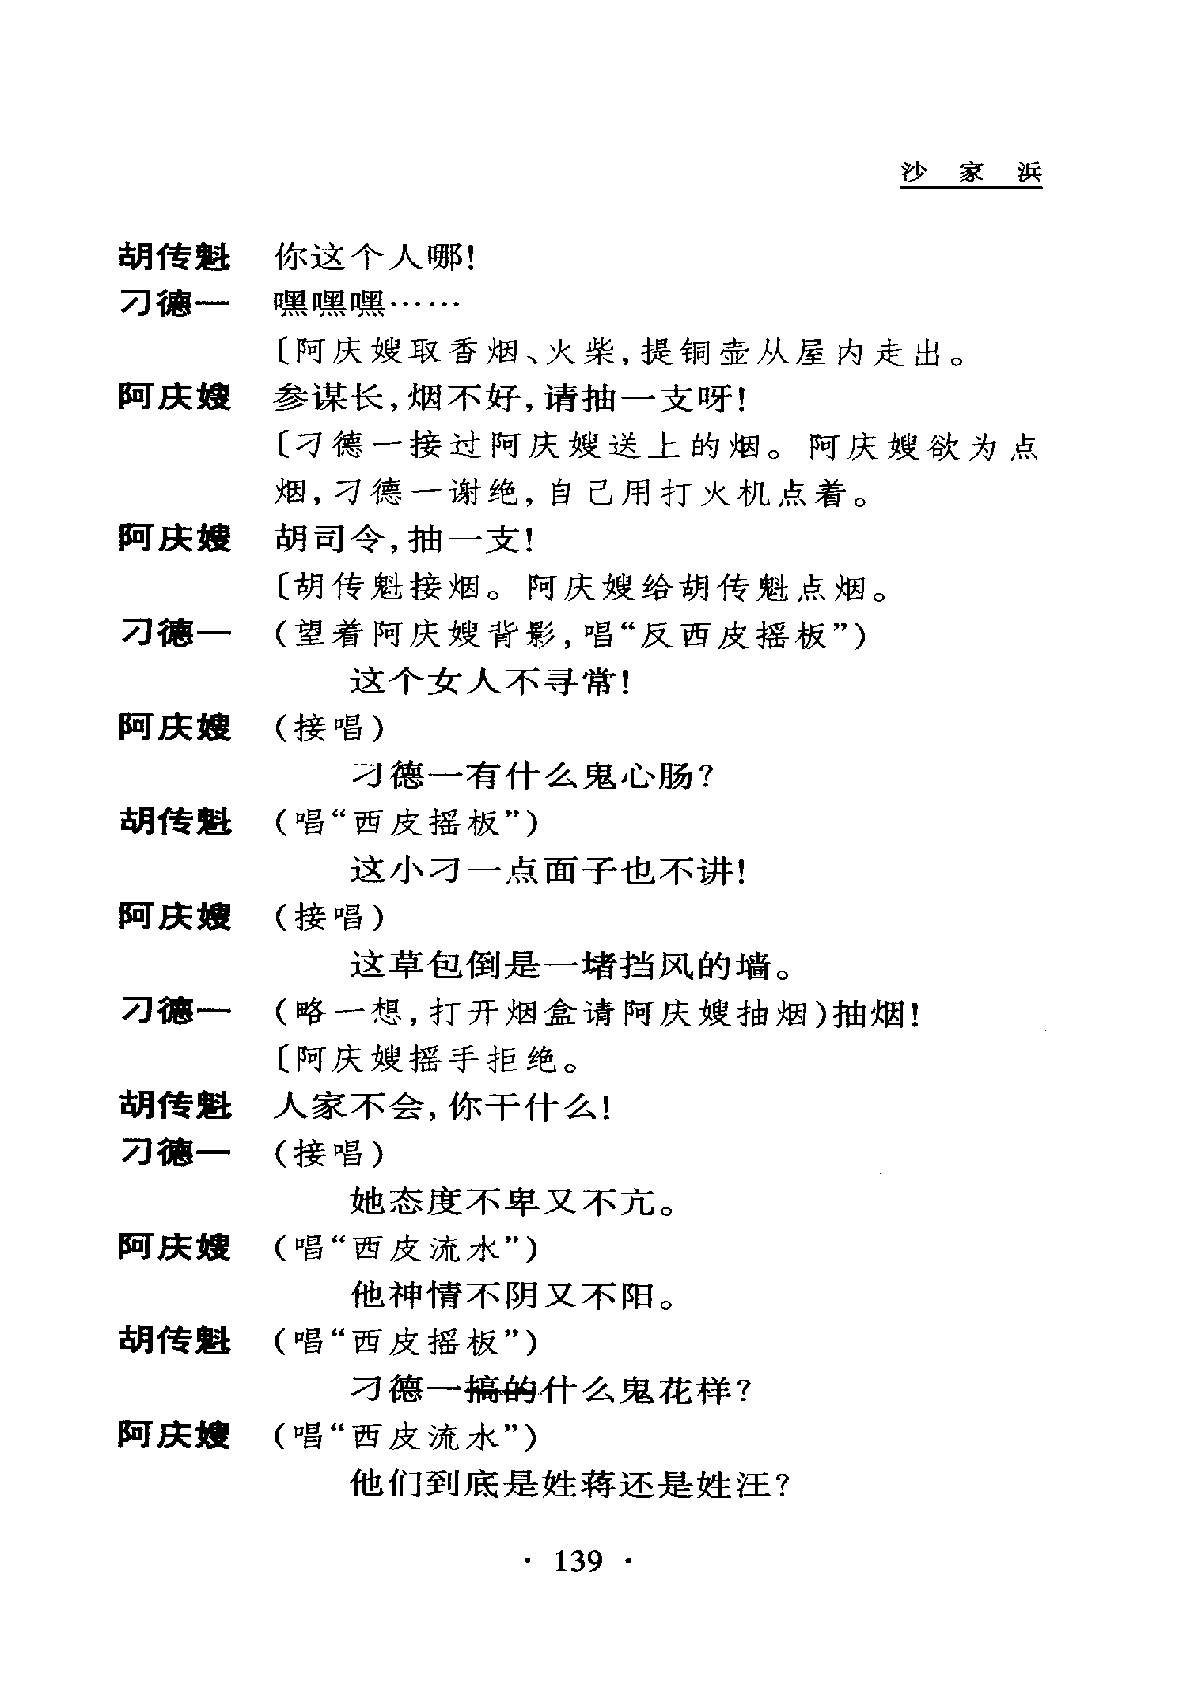 沙 家 浜
胡传魁 你这个人哪!
刁德一 嘿嘿嘿……
〔阿庆嫂取香烟、火柴,提铜壶从屋内走出。
阿庆嫂 参谋长,烟不好,请抽一支呀!
〔刁德一接过阿庆嫂送上的烟。阿庆嫂欲为点
烟,刁德一谢绝,自己用打火机点着。
阿庆嫂 胡司令,抽一支!
〔胡传魁接烟。阿庆嫂给胡传魁点烟。
刁德一 (望着阿庆嫂背影,唱“反西皮摇板”)
这个女人不寻常!
阿庆嫂 (接唱)
刁德一有什么鬼心肠?
胡传魁 (唱“西皮摇板”)
这小刁一点面子也不讲!
阿庆嫂 (接唱)
这草包倒是一堵挡风的墙。
刁德一 (略一想,打开烟盒请阿庆嫂抽烟)抽烟!
〔阿庆嫂摇手拒绝。
胡传魁 人家不会,你干什么!
刁德一 (接唱)
她态度不卑又不亢。
阿庆嫂 (唱“西皮流水”)
他神情不阴又不阳。
胡传魁 (唱“西皮摇板”)
刁德一搞的什么鬼花样?
阿庆嫂 (唱“西皮流水”)
他们到底是姓蒋还是姓汪?
· 139 ·